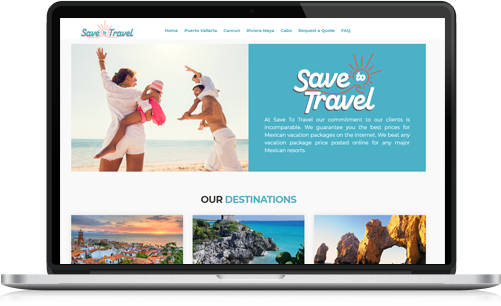 Save to Travel
Home Puerto Vallarta Cancun Riviera Maya Cabo Request a Quote FAQ
Save to
Travel
At Save To Travel our commitment to our clients is
incomparable. We guarantee you the best prices for
Mexican vacation packages on the internet, We beat any
vacation package price posted online for any major
Mexican resorts.
OUR DESTINATIONS